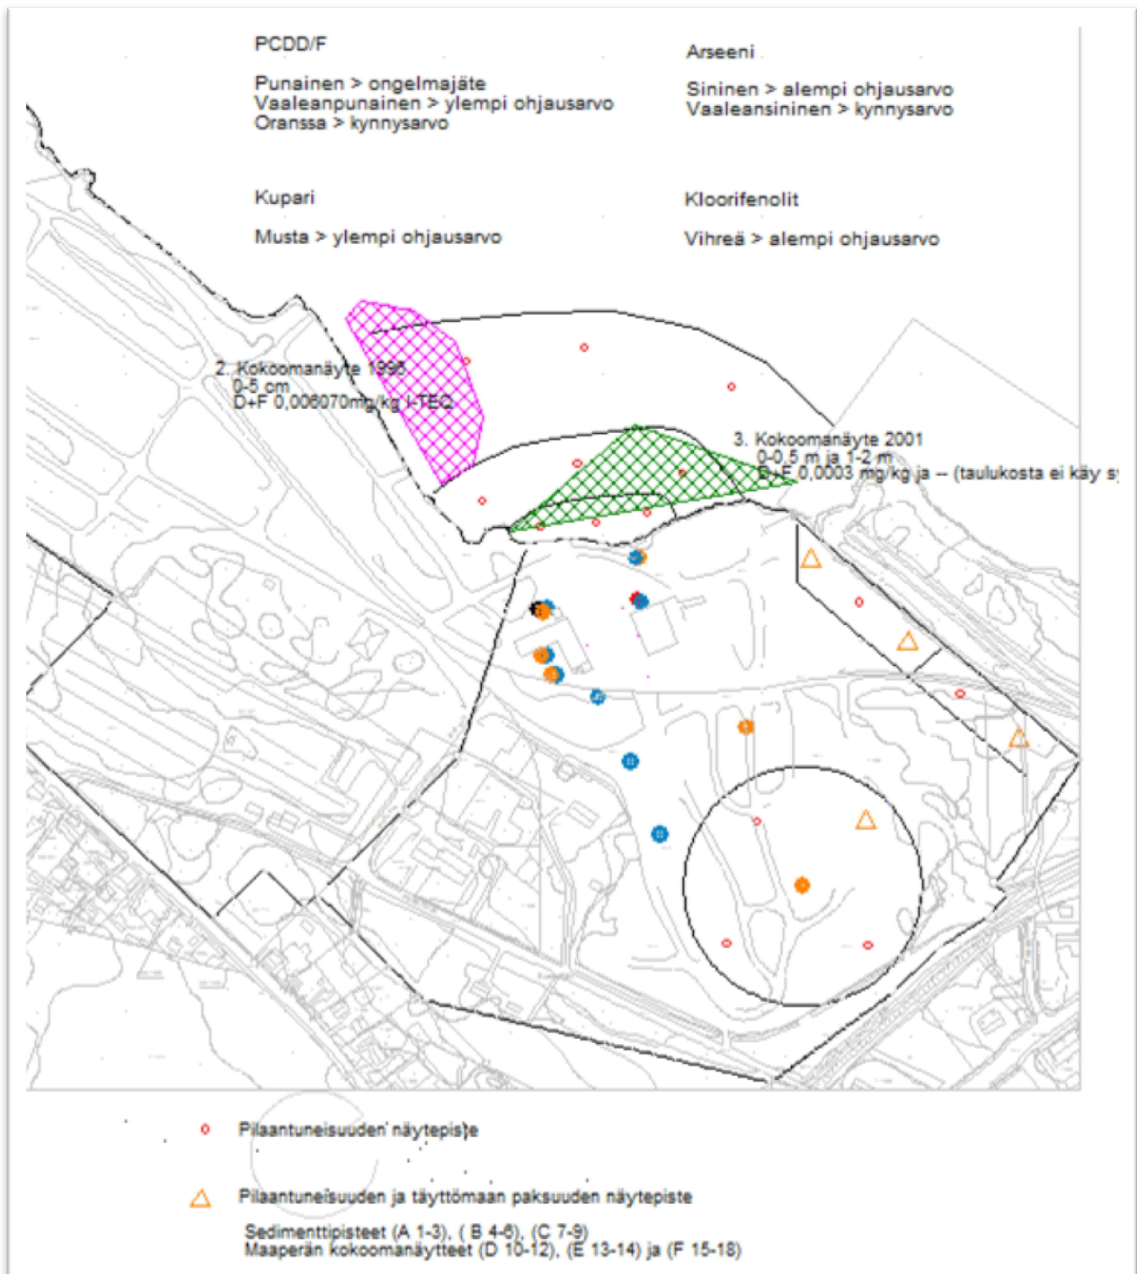 PCDD/F
Punainen > ongelmajäte
Vaaleanpunainen > ylempi ohjausarvo
Oranssa > kynnysarvo
Arseeni
Sininen > alempi ohjausarvo
Vaaleansininen > kynnysarvo
Kupari
Musta > ylempi ohjausarvo
Kloorifenolit
Vihreä > alempi ohjausarvo
2. Kokoomanäyte 1996
0-5 cm
D+F 0,006070mg/kg I-TEQ
3. Kokoomanäyte 2001
0-0,5 m ja 1-2 m
D+F 0,0003 mg/kg ja -- (taulukosta ei käy
Pilaantuneisuuden näytepiste
Pilaantuneisuuden ja täyttömaan paksuuden näytepiste
Sedimenttipisteet (A 1-3), ( B 4-6), (C 7-9)
Maaperän kokoomanäytteet (D 10-12), (E 13-14) ja (F 15-18)